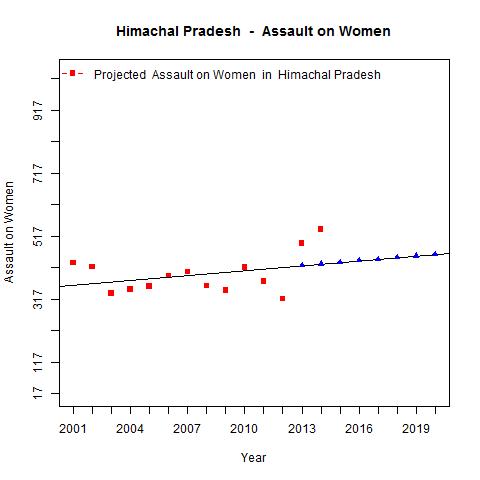 Himachal Pradesh - Assault on Women
Projected Assault on Women in Himachal Pradesh
Assault on Women
917
717
517
317
117
17
2001 2004 2007 2010 2013 2016 2019
Year